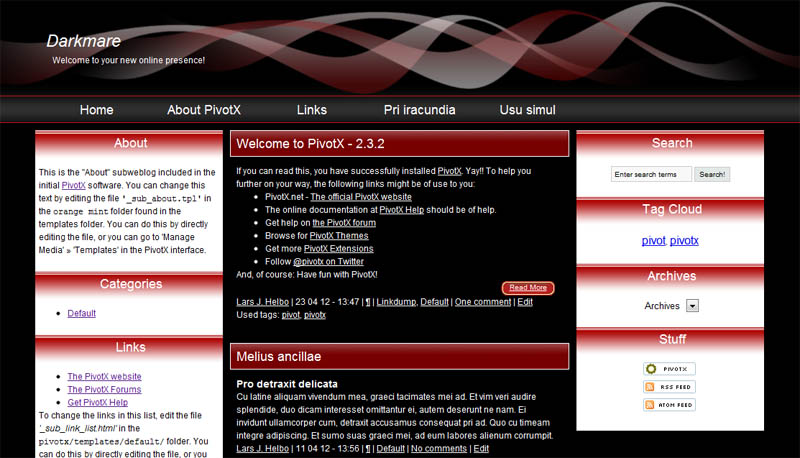 Darkmare
Welcome to your new online presence!
Home About PivotX Links Pri iracundia Usu simul
About
This is the "About" subweblog included in the
initial PivotX software. You can change this
text by editing the file '_sub_about.tpl' in
the orange mint folder found in the
templates folder. You can do this by directly
editing the file, or you can go to 'Manage
Media' » 'Templates' in the PivotX interface.
Categories
Default
Links
The PivotX website
The PivotX Forums
Get PivotX Help
To change the links in this list, edit the file
'_sub_link_list.html' in the
pivotx/templates/default/ folder. You
can do this by directly editing the file, or you
Welcome to PivotX - 2.3.2
If you can read this, you have successfully installed PivotX. Yay!! To help you
further on your way, the following links might be of use to you:
PivotX.net - The official PivotX website
The online documentation at PivotX Help should be of help.
Get help on the PivotX forum
Browse for PivotX Themes
Get more PivotX Extensions
Follow @pivotx on Twitter
And, of course: Have fun with PivotX!
Read More
Lars J. Helbo | 23 04 12 - 13:47 | ¶ | Linkdump, Default | One comment | Edit
Used tags: pivot, pivotx
Melius ancillae
Pro detraxit delicata
Cu latine aliquam vivendum mea, graeci tacimates mei ad. Et vim veri audire
splendide, duo dicam interesset omittantur ei, autem deserunt ne nam. Ei
invidunt ullamcorper cum, detraxit accusamus consequat pri ad. Quo cu timeam
integre adipiscing. Et sumo suas graeci mei, ad eum labores alienum corrumpit.
Lars J. Helbo | 11 04 12 - 13:56 | ¶ | Default | No comments | Edit
Search
Enter search terms Search!
Tag Cloud
pivot, pivotx
Archives
Archives
Stuff
PIVOTX
RSS FEED
ATOM FEED